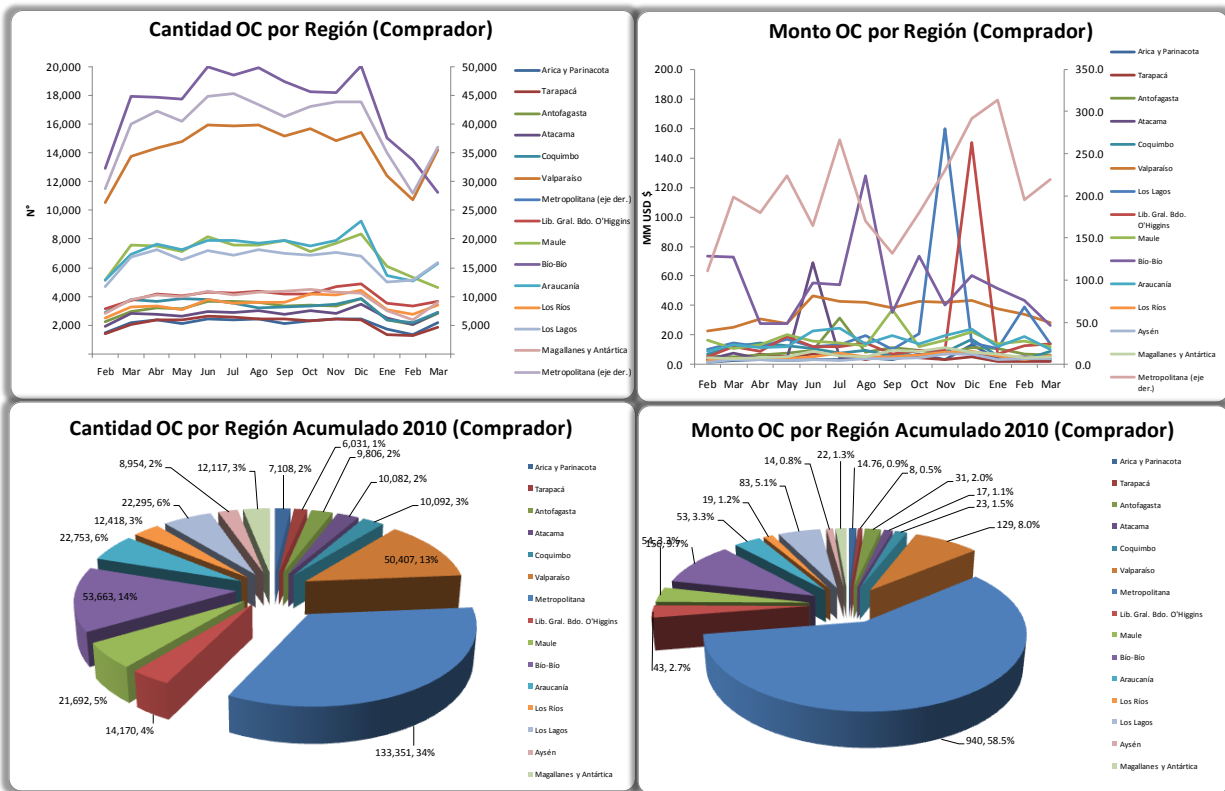 Cantidad OC por Región (Comprador)
20,000
18,000
16,000
14,000
12,000
10,000
8,000
6,000
4,000
2,000
N°
50,000
45,000
40,000
35,000
30,000
25,000
20,000
15,000
10,000
5,000
Feb Mar Abr May Jun Jul Ago Sep Oct Nov Dic Ene Feb Mar
Arica y Parinacota
Tarapacá
Antofagasta
Atacama
Coquimbo
Valparaíso
Metropolitana (eje der.)
Lib. Gral. Bdo. O'Higgins
Maule
Bío-Bío
Araucanía
Los Ríos
Los Lagos
Magallanes y Antártica
Metropolitana (eje der.)
Monto OC por Región (Comprador)
200.0
180.0
160.0
140.0
120.0
100.0
80.0
60.0
40.0
20.0
0.0
MM USD $
350.0
300.0
250.0
200.0
150.0
100.0
50.0
0.0
Feb Mar Abr May Jun Jul Ago Sep Oct Nov Dic Ene Feb Mar
Arica y Parinacota
Tarapacá
Antofagasta
Atacama
Coquimbo
Valparaíso
Los Lagos
Lib. Gral. Bdo.
O'Higgins
Maule
Bío-Bío
Araucanía
Los Ríos
Aysén
Magallanes y Antártica
Metropolitana (eje
der.)
Cantidad OC por Región Acumulado 2010 (Comprador)
7,108, 2%
6,031, 1%
9,806, 2%
10,082, 2%
10,092, 3%
50,407, 13%
133,351, 34%
14,170, 4%
21,692, 5%
53,663, 14%
22,753, 6%
12,418, 3%
22,295, 6%
8,954, 2%
12,117, 3%
Arica y Parinacota
Tarapacá
Antofagasta
Atacama
Coquimbo
Valparaíso
Metropolitana
Lib. Gral. Bdo. O'Higgins
Maule
Bío-Bío
Araucanía
Los Ríos
Los Lagos
Aysén
Magallanes y Antártica
Monto OC por Región Acumulado 2010 (Comprador)
14.76, 0.9%
8, 0.5%
31, 2.0%
17, 1.1%
23, 1.5%
129, 8.0%
940, 58.5%
43, 2.7%
53, 3.3%
19, 1.2%
83, 5.1%
14, 0.8%
22, 1.3%
Arica y Parinacota
Tarapacá
Antofagasta
Atacama
Coquimbo
Valparaíso
Metropolitana
Lib. Gral. Bdo. O'Higgins
Maule
Bío-Bío
Araucanía
Los Ríos
Los Lagos
Aysén
Magallanes y Antártica